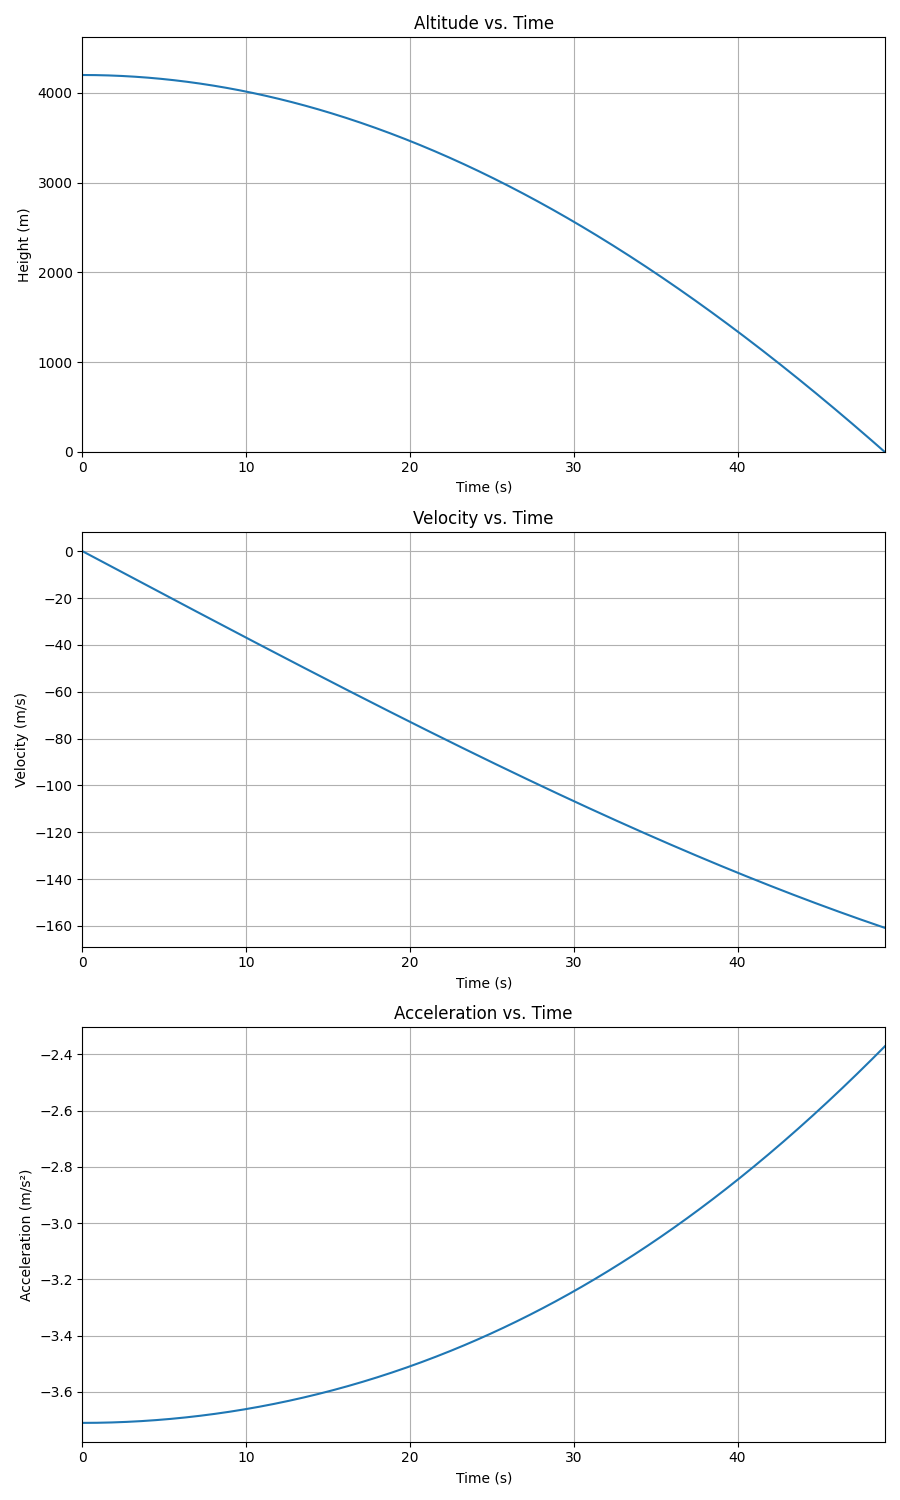 Altitude vs. Time
4000
3000
2000
1000
0
Height (m)
0 10 20 30 40
Time (s)
Velocity vs. Time
0
−20
−40
−60
−80
−100
−120
−140
−160
Velocity (m/s)
0 10 20 30 40
Time (s)
Acceleration vs. Time
−2.4
−2.6
−2.8
−3.0
−3.2
−3.4
−3.6
Acceleration (m/s²)
0 10 20 30 40
Time (s)